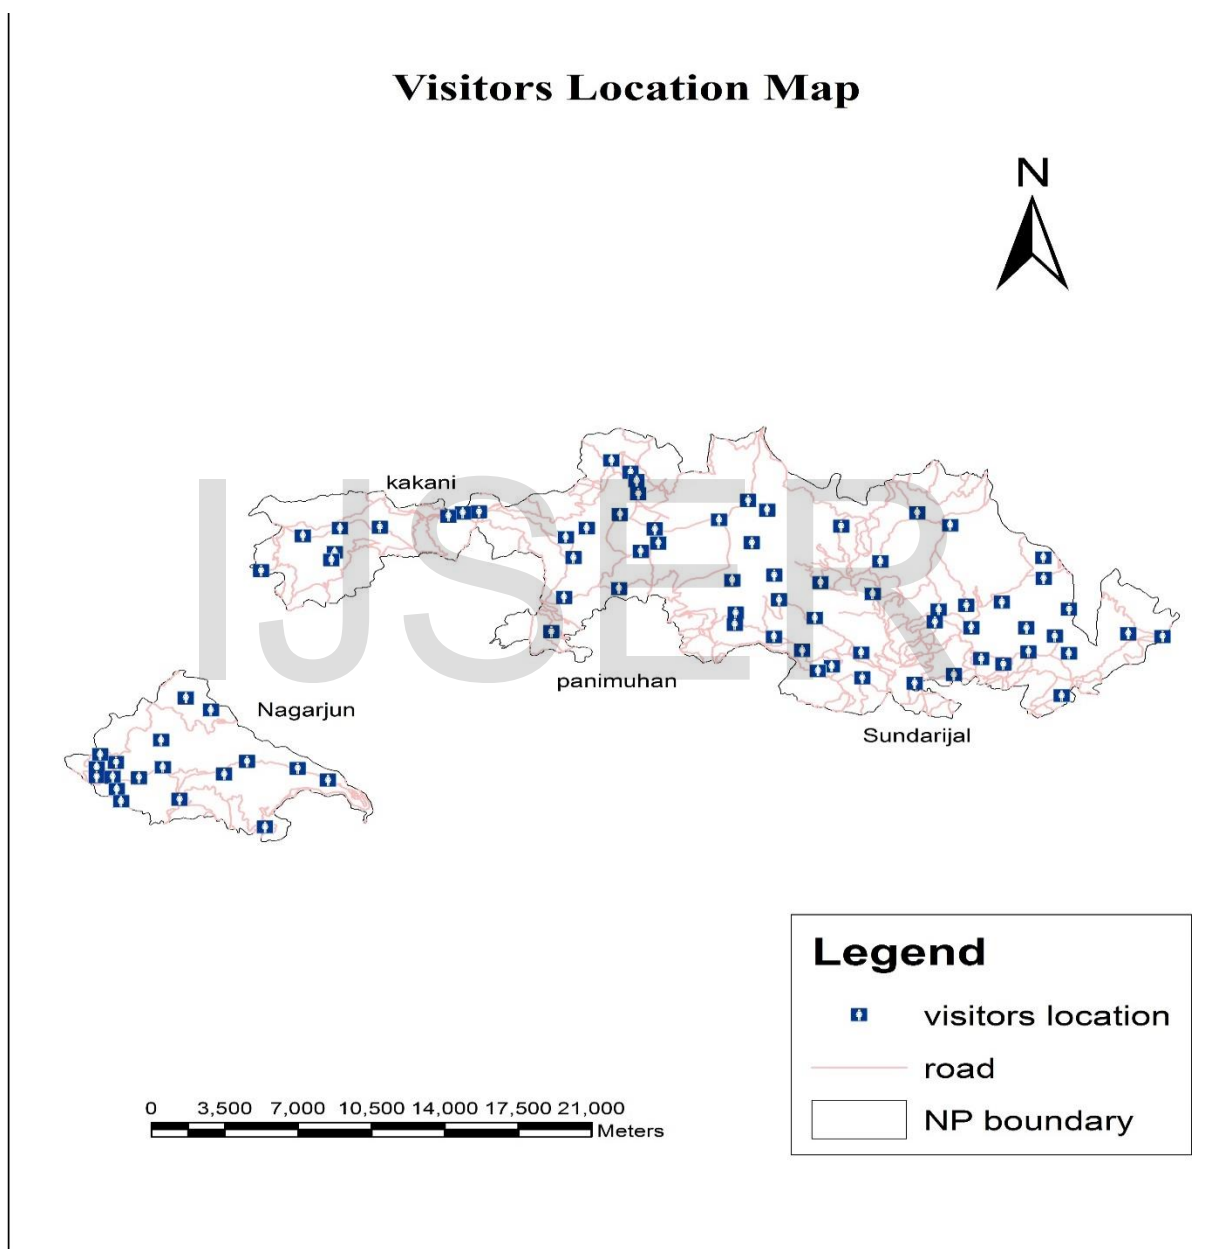 Visitors Location Map
N
kakani
IJSER
panimuhan
Nagarjun
Sundarijal
Legend
visitors location
road
NP boundary
0 3,500 7,000 10,500 14,000 17,500 21,000
Meters